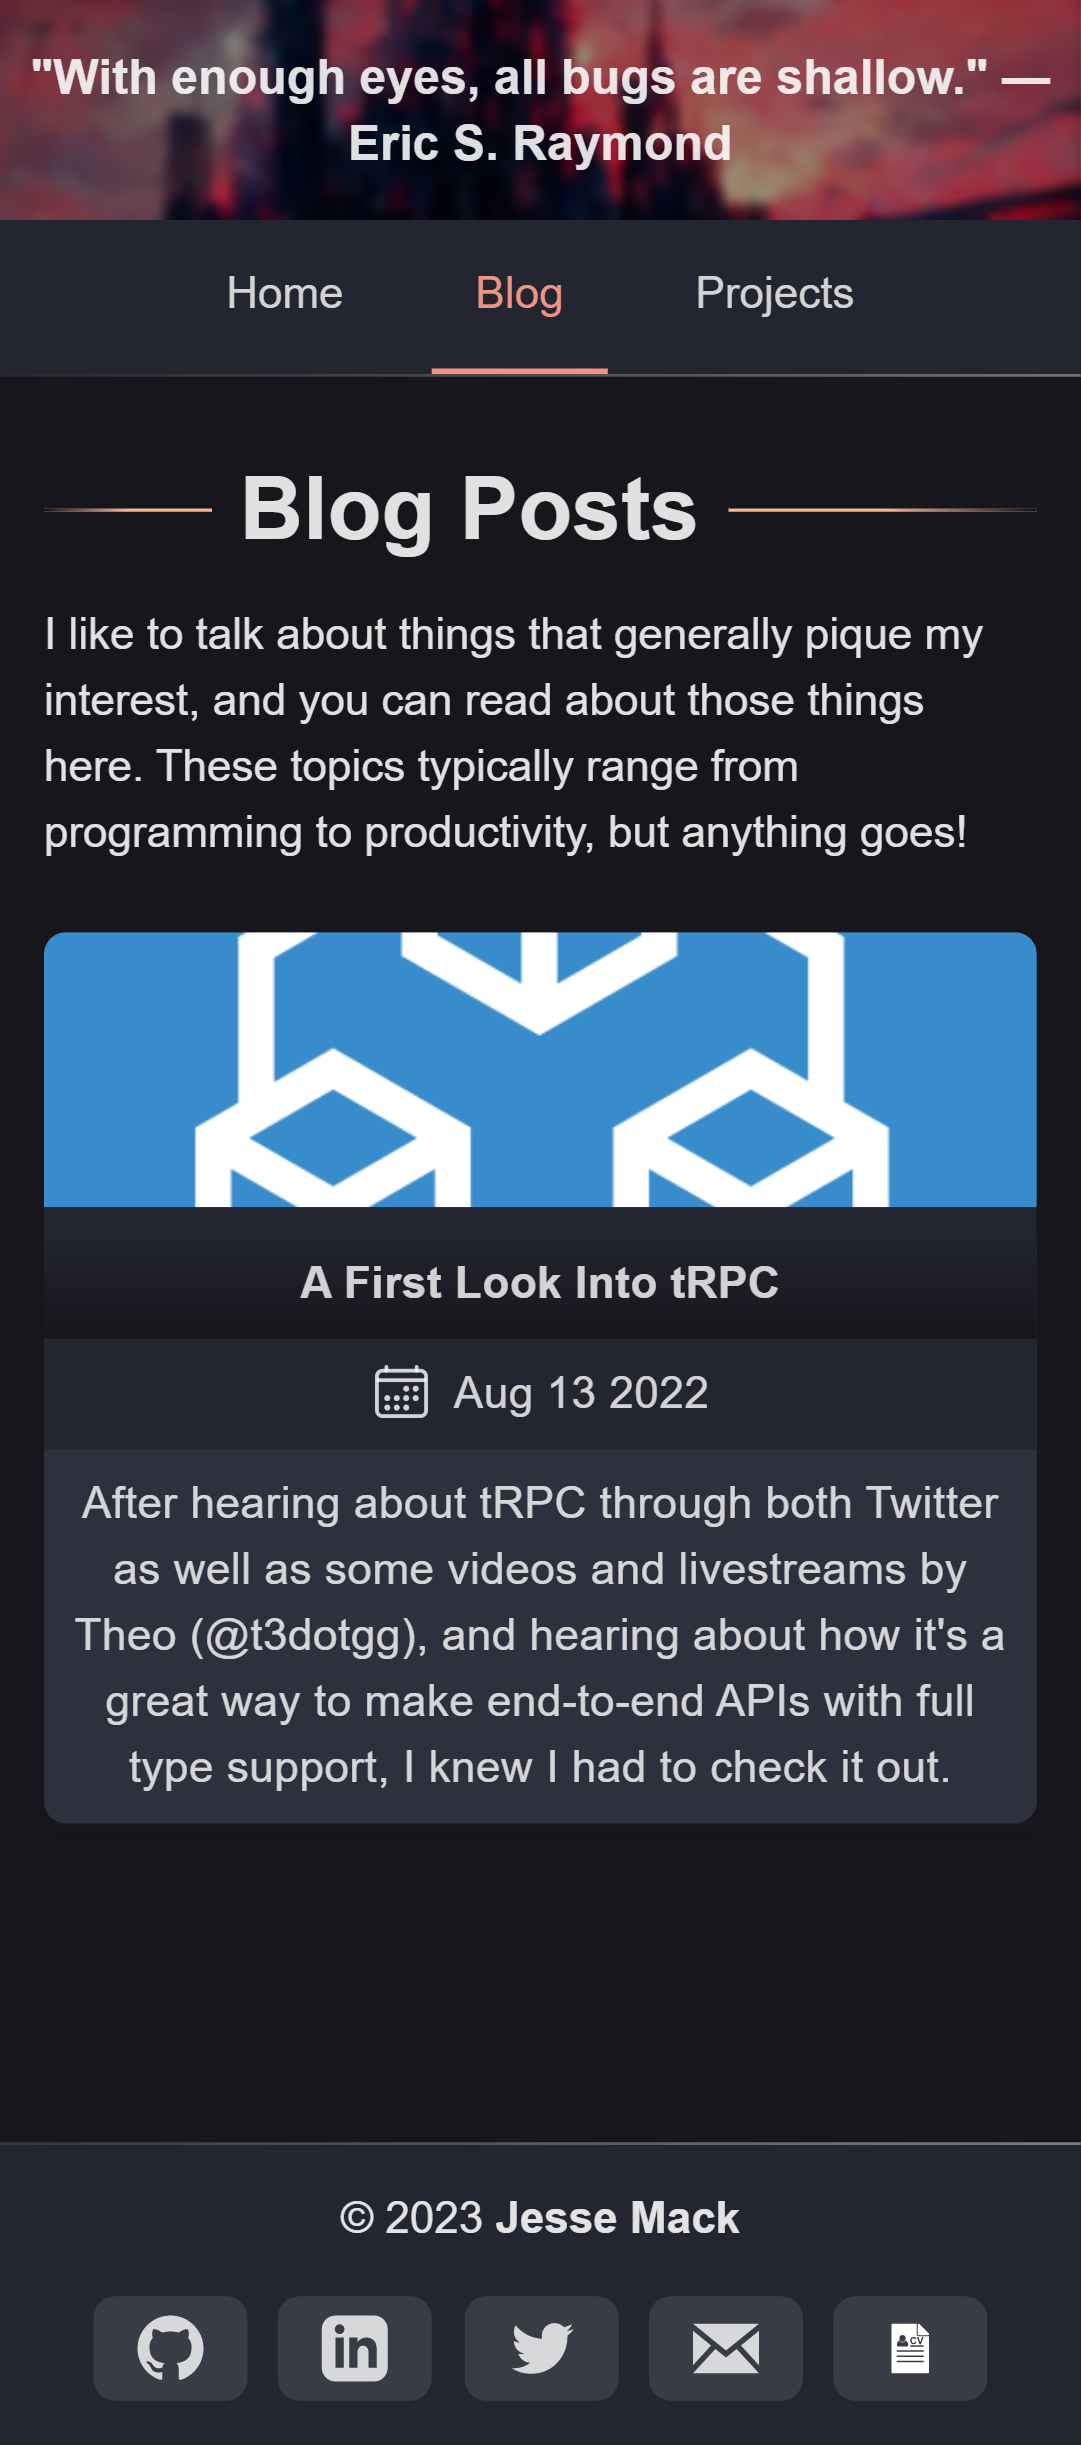 "With enough eyes, all bugs are shallow." —
Eric S. Raymond
Home Blog Projects
Blog Posts
I like to talk about things that generally pique my
interest, and you can read about those things
here. These topics typically range from
programming to productivity, but anything goes!
A First Look Into tRPC
Aug 13 2022
After hearing about tRPC through both Twitter
as well as some videos and livestreams by
Theo (@t3dotgg), and hearing about how it's a
great way to make end-to-end APIs with full
type support, I knew I had to check it out.
© 2023 Jesse Mack
in
CV